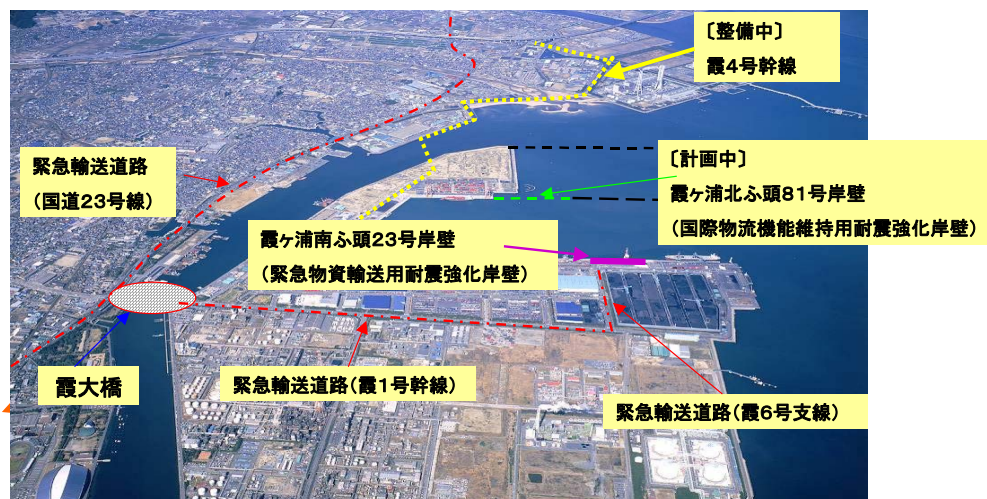 〔整備中〕
霞4号幹線
緊急輸送道路
（国道23号線）
〔計画中〕
霞ヶ浦北ふ頭81号岸壁
（国際物流機能維持用耐震強化岸壁）
霞ヶ浦南ふ頭23号岸壁
（緊急物資輸送用耐震強化岸壁）
霞大橋
緊急輸送道路（霞1号幹線）
緊急輸送道路（霞6号支線）